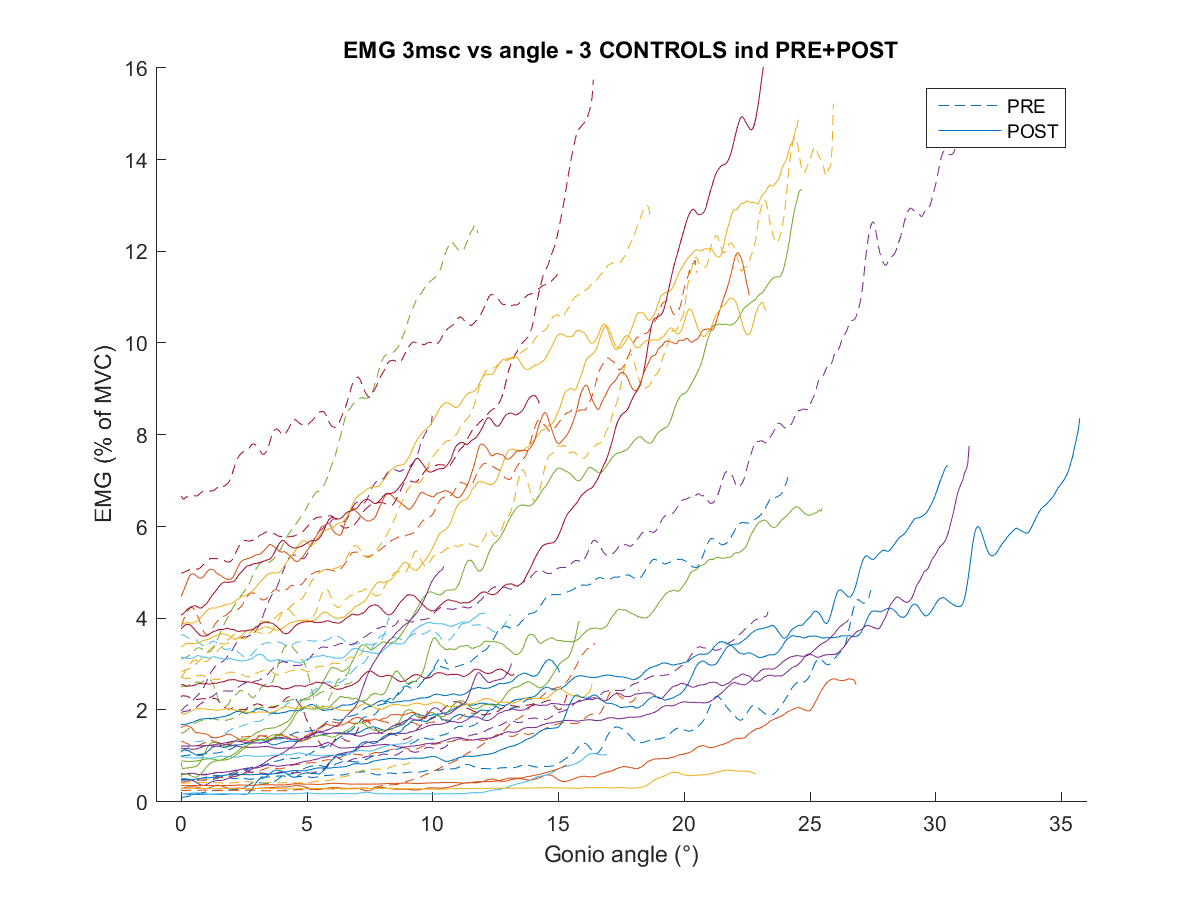 EMG 3msc vs angle - 3 CONTROLS ind PRE+POST
PRE
POST
16
14
12
10
8
6
4
2
0
EMG (% of MVC)
0 5 10 15 20 25 30 35
Gonio angle (°)